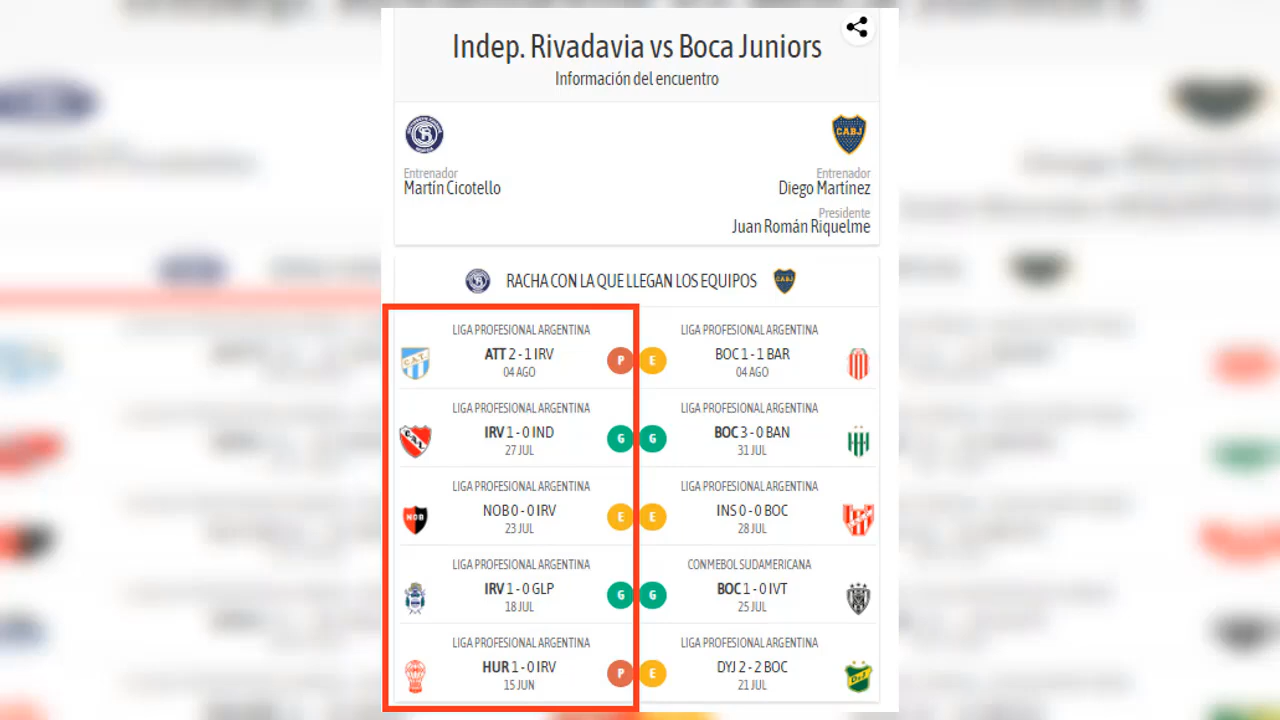 Indep. Rivadavia vs Boca Juniors
Información del encuentro
CABJ
Entrenador
Martín Cicotello
Entrenador
Diego Martínez
Presidente
Juan Román Riquelme
RACHA CON LA QUE LLEGAN LOS EQUIPOS
LIGA PROFESIONAL ARGENTINA
ATT 2 - 1 IRV
04 AGO
P
LIGA PROFESIONAL ARGENTINA
IRV 1 - 0 IND
27 JUL
G
LIGA PROFESIONAL ARGENTINA
NOB 0 - 0 IRV
23 JUL
E
LIGA PROFESIONAL ARGENTINA
IRV 1 - 0 GLP
18 JUL
G
LIGA PROFESIONAL ARGENTINA
HUR 1 - 0 IRV
15 JUN
P
E
LIGA PROFESIONAL ARGENTINA
BOC 1 - 1 BAR
04 AGO
G
LIGA PROFESIONAL ARGENTINA
BOC 3 - 0 BAN
31 JUL
E
LIGA PROFESIONAL ARGENTINA
INS 0 - 0 BOC
28 JUL
G
CONMEBOL SUDAMERICANA
BOC 1 - 0 IVT
25 JUL
E
LIGA PROFESIONAL ARGENTINA
DYJ 2 - 2 BOC
21 JUL